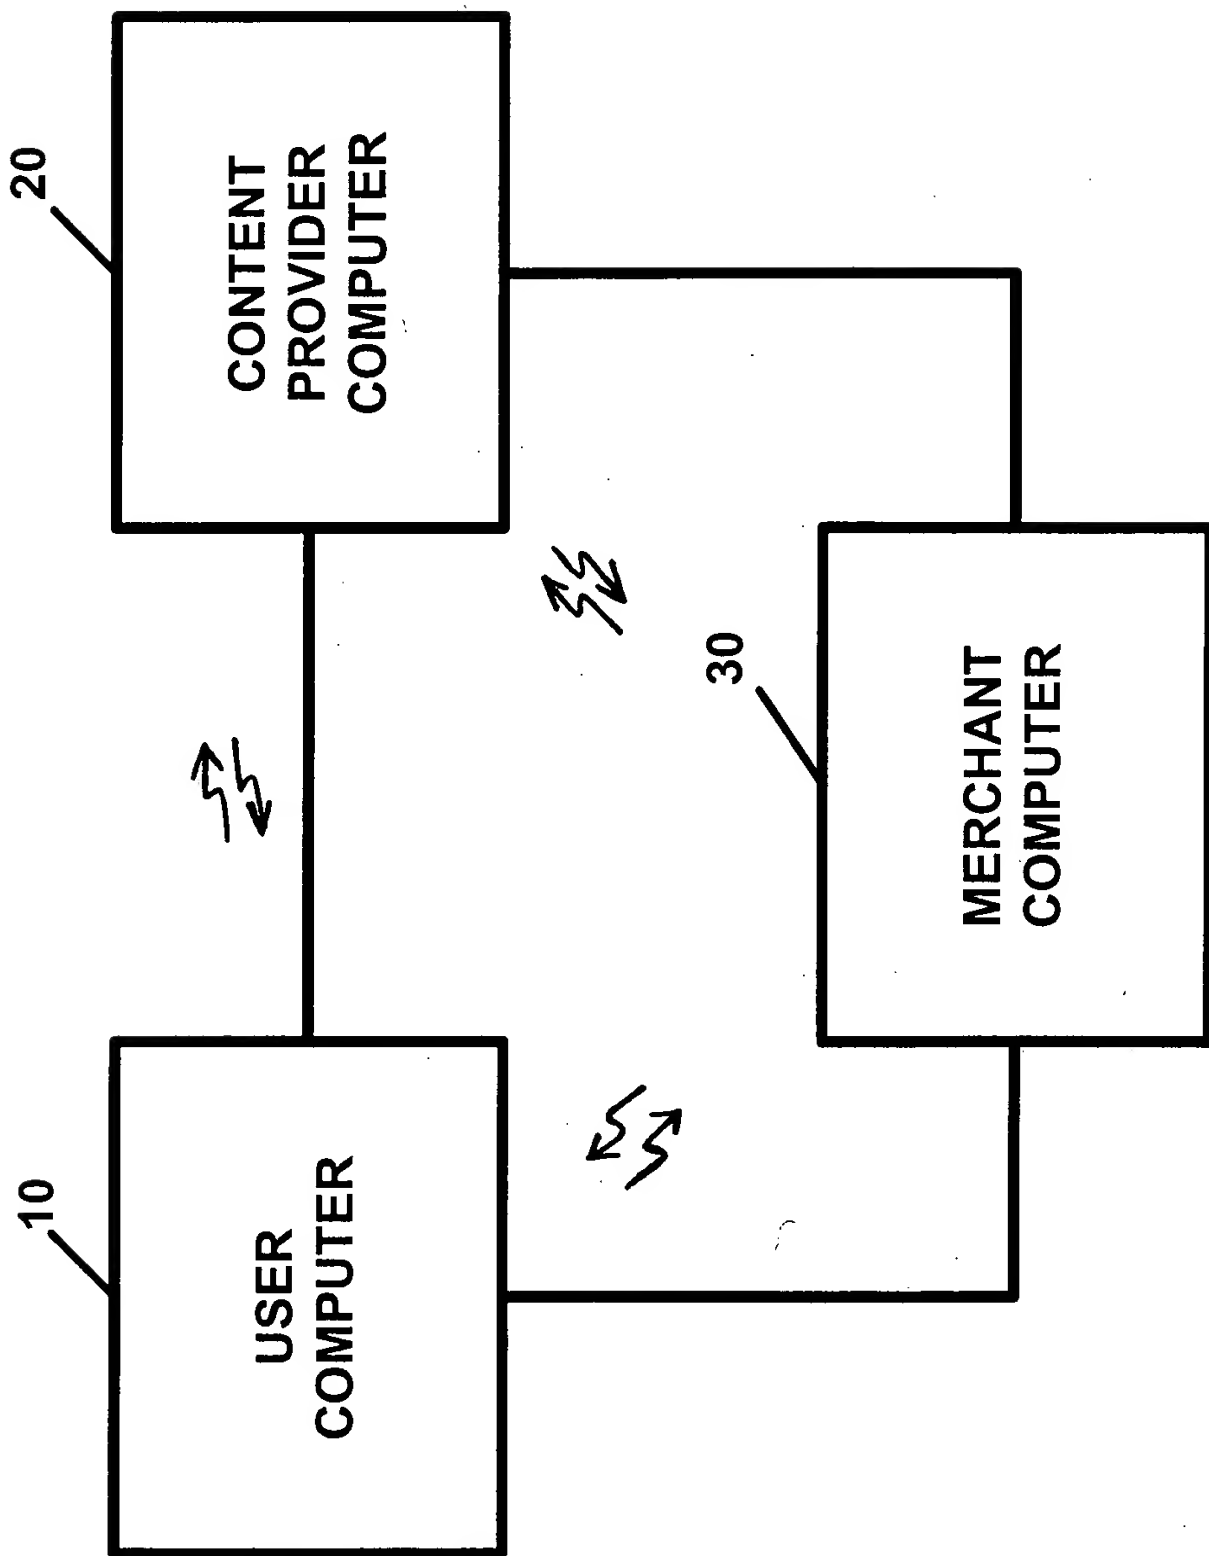 10
USER
COMPUTER
20
CONTENT
PROVIDER
COMPUTER
30
MERCHANT
COMPUTER